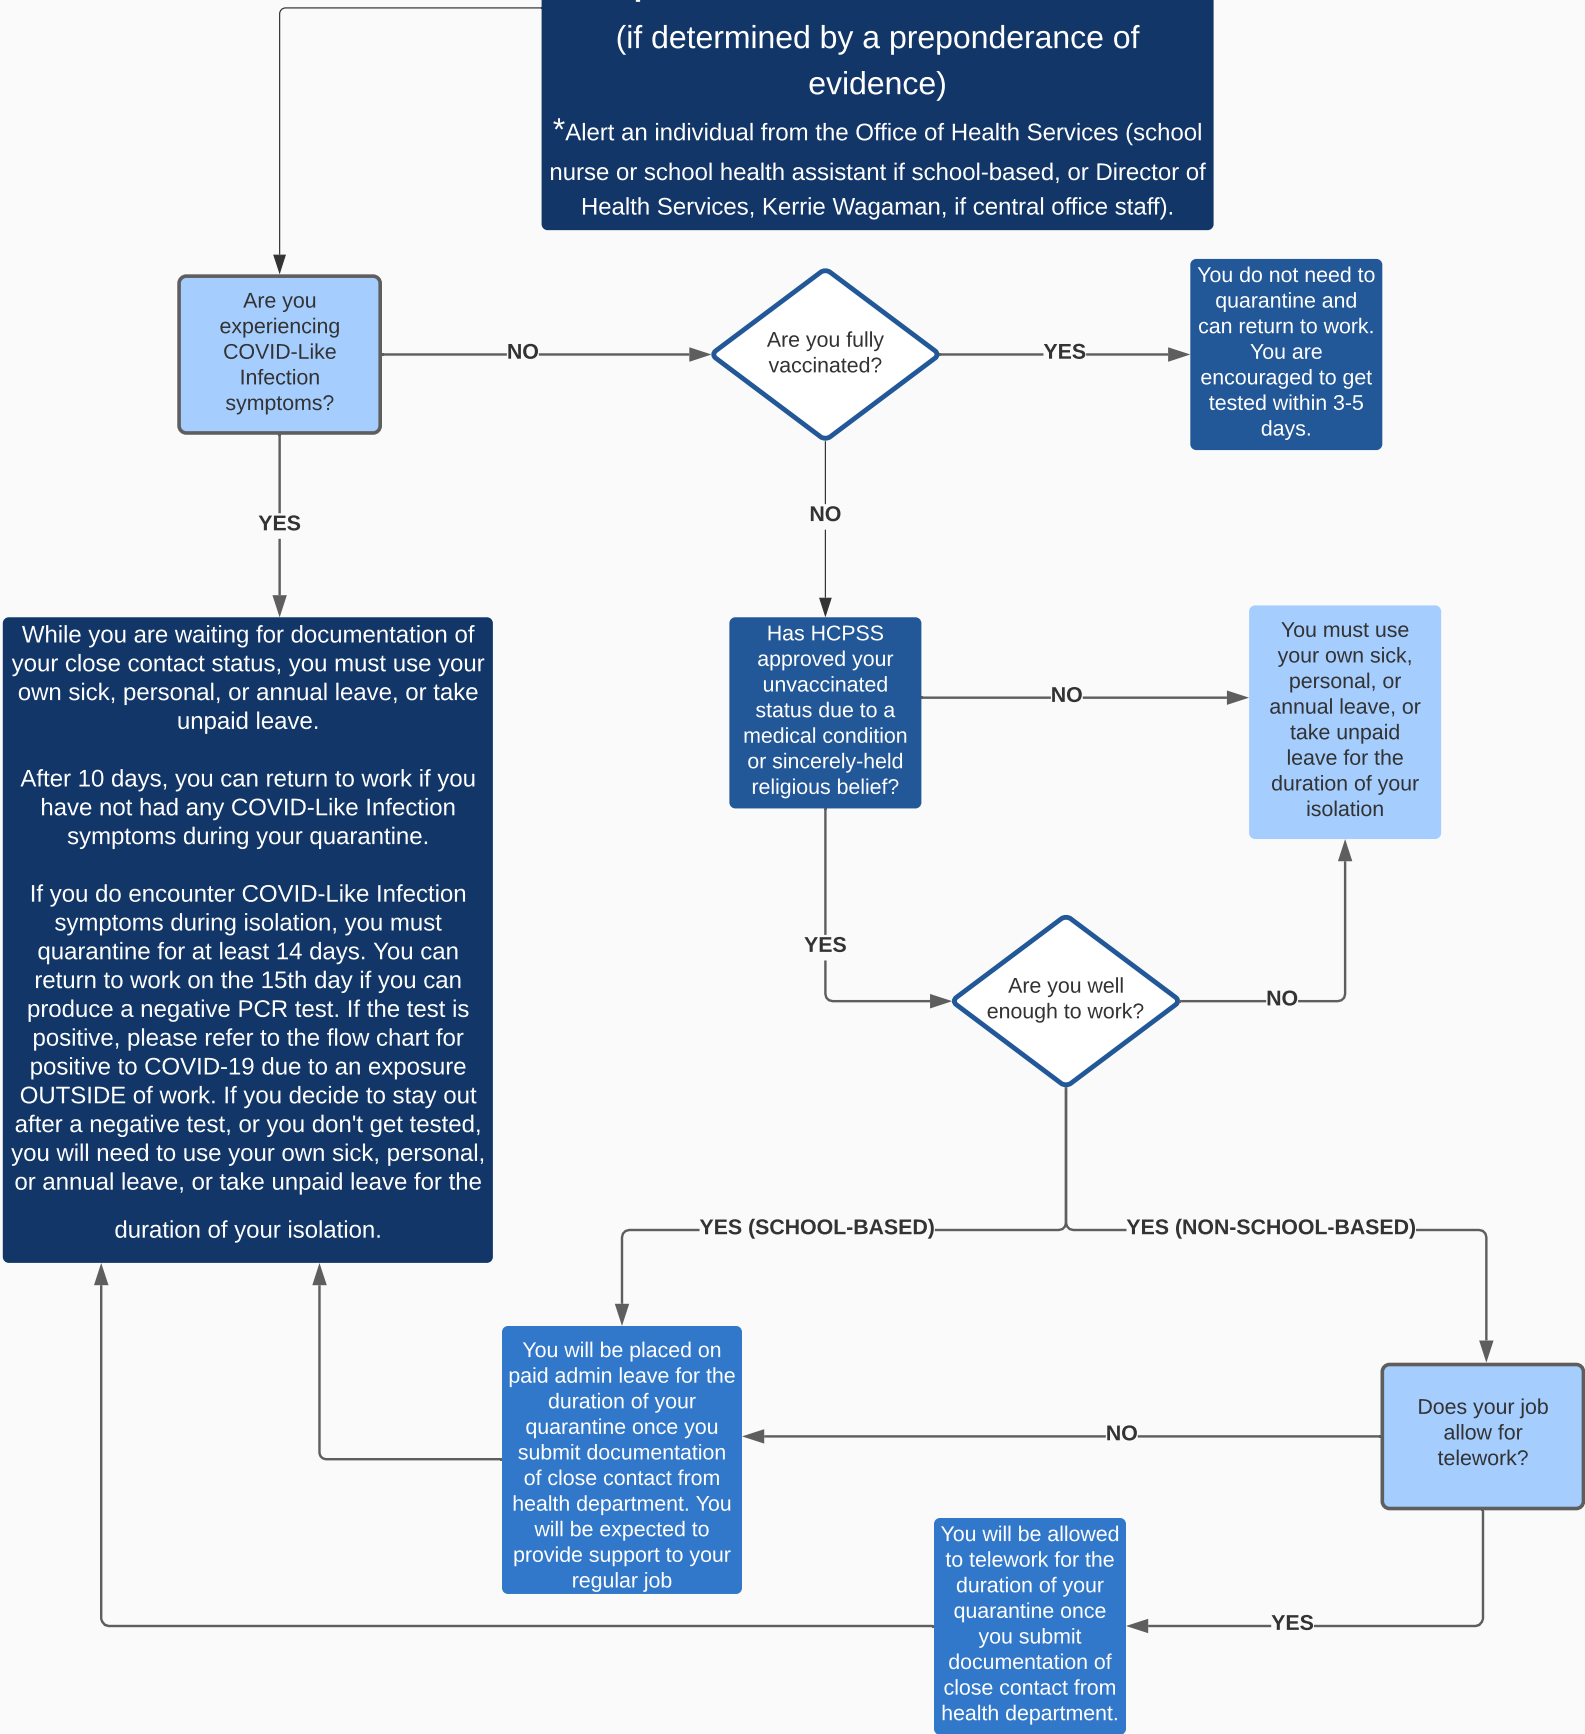 (if determined by a preponderance of
evidence)
*Alert an individual from the Office of Health Services (school
nurse or school health assistant if school-based, or Director of
Health Services, Kerrie Wagaman, if central office staff).
Are you
experiencing
COVID-Like
Infection
symptoms?
NO
Are you fully
vaccinated?
YES
You do not need to
quarantine and
can return to work.
You are
encouraged to get
tested within 3-5
days.
YES
NO
While you are waiting for documentation of
your close contact status, you must use your
own sick, personal, or annual leave, or take
unpaid leave.
After 10 days, you can return to work if you
have not had any COVID-Like Infection
symptoms during your quarantine.
If you do encounter COVID-Like Infection
symptoms during isolation, you must
quarantine for at least 14 days. You can
return to work on the 15th day if you can
produce a negative PCR test. If the test is
positive, please refer to the flow chart for
positive to COVID-19 due to an exposure
OUTSIDE of work. If you decide to stay out
after a negative test, or you don't get tested,
you will need to use your own sick, personal,
or annual leave, or take unpaid leave for the
duration of your isolation.
Has HCPSS
approved your
unvaccinated
status due to a
medical condition
or sincerely-held
religious belief?
NO
You must use
your own sick,
personal, or
annual leave, or
take unpaid
leave for the
duration of your
isolation
YES
Are you well
enough to work?
NO
YES (SCHOOL-BASED)
YES (NON-SCHOOL-BASED)
You will be placed on
paid admin leave for the
duration of your
quarantine once you
submit documentation
of close contact from
health department. You
will be expected to
provide support to your
regular job
NO
Does your job
allow for
telework?
You will be allowed
to telework for the
duration of your
quarantine once
you submit
documentation of
close contact from
health department.
YES